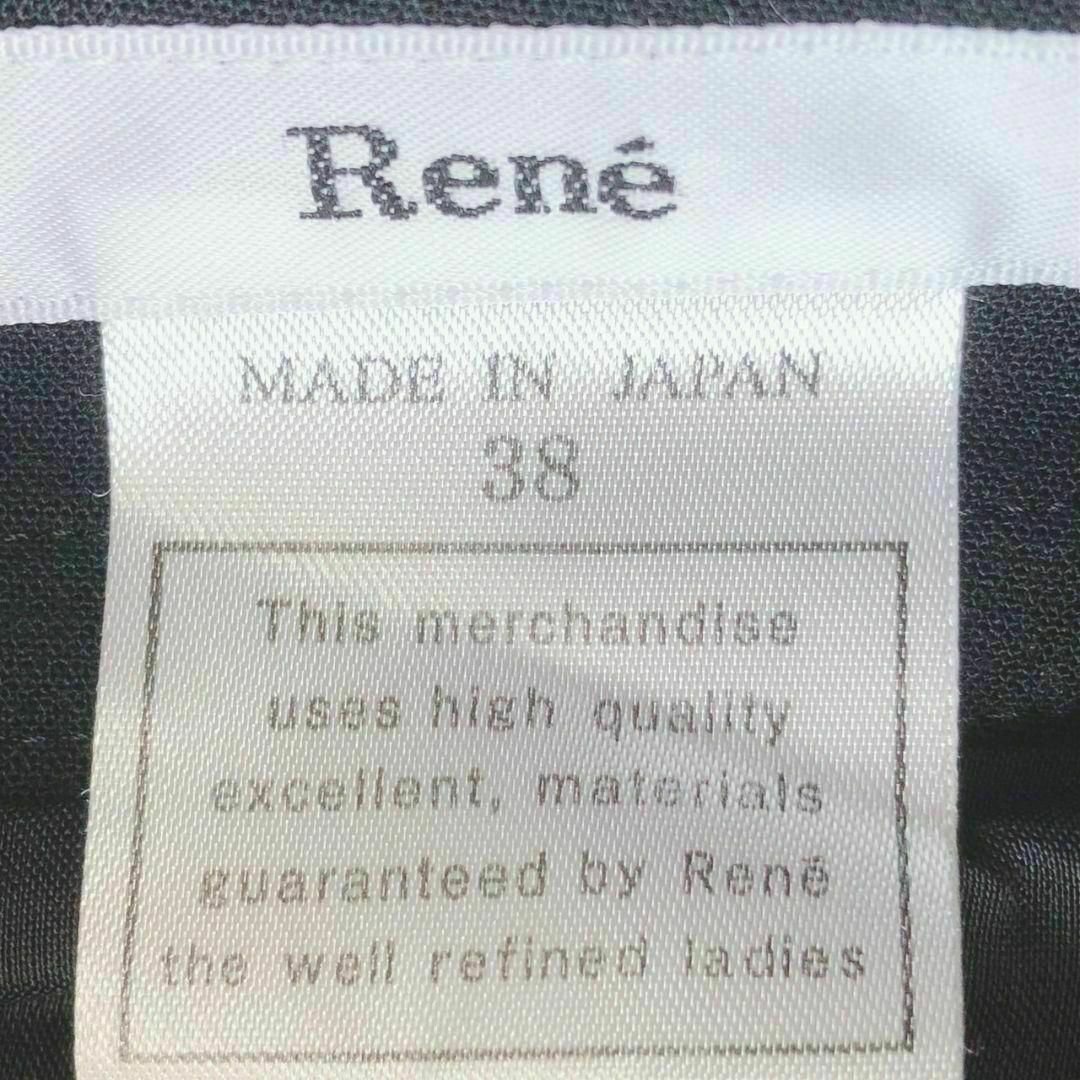 René
MADE IN JAPAN
38
This merchandise
uses high quality
excellent, materials
guaranteed by René
the well refined ladies